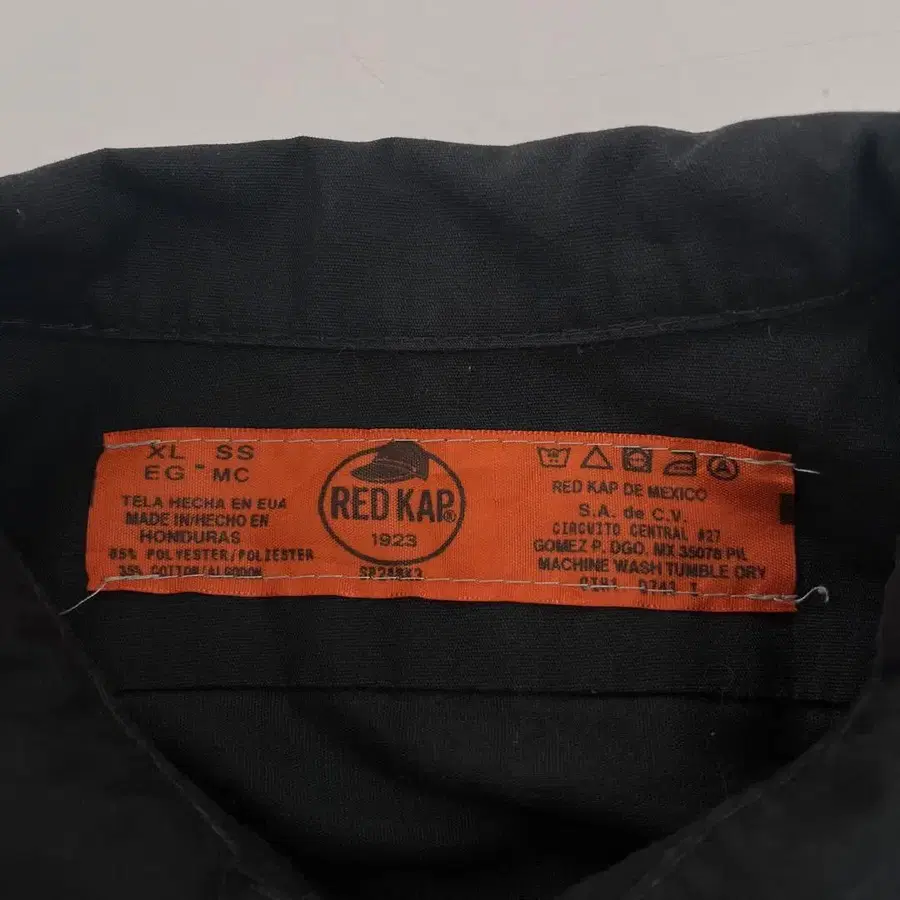 XL SS
EG MC
TELA HECHA EN EUA
MADE IN/HECHO EN
HONDURAS
65% POLYESTER/POLIESTER
35% COTTON/ALGODON
RED KAP®
1923
A
RED KAP DE MEXICO
S.A. de C.V.
CIRCUITO CENTRAL #27
GOMEZ P. DGO. MX 35078 PIL
MACHINE WASH TUMBLE DRY